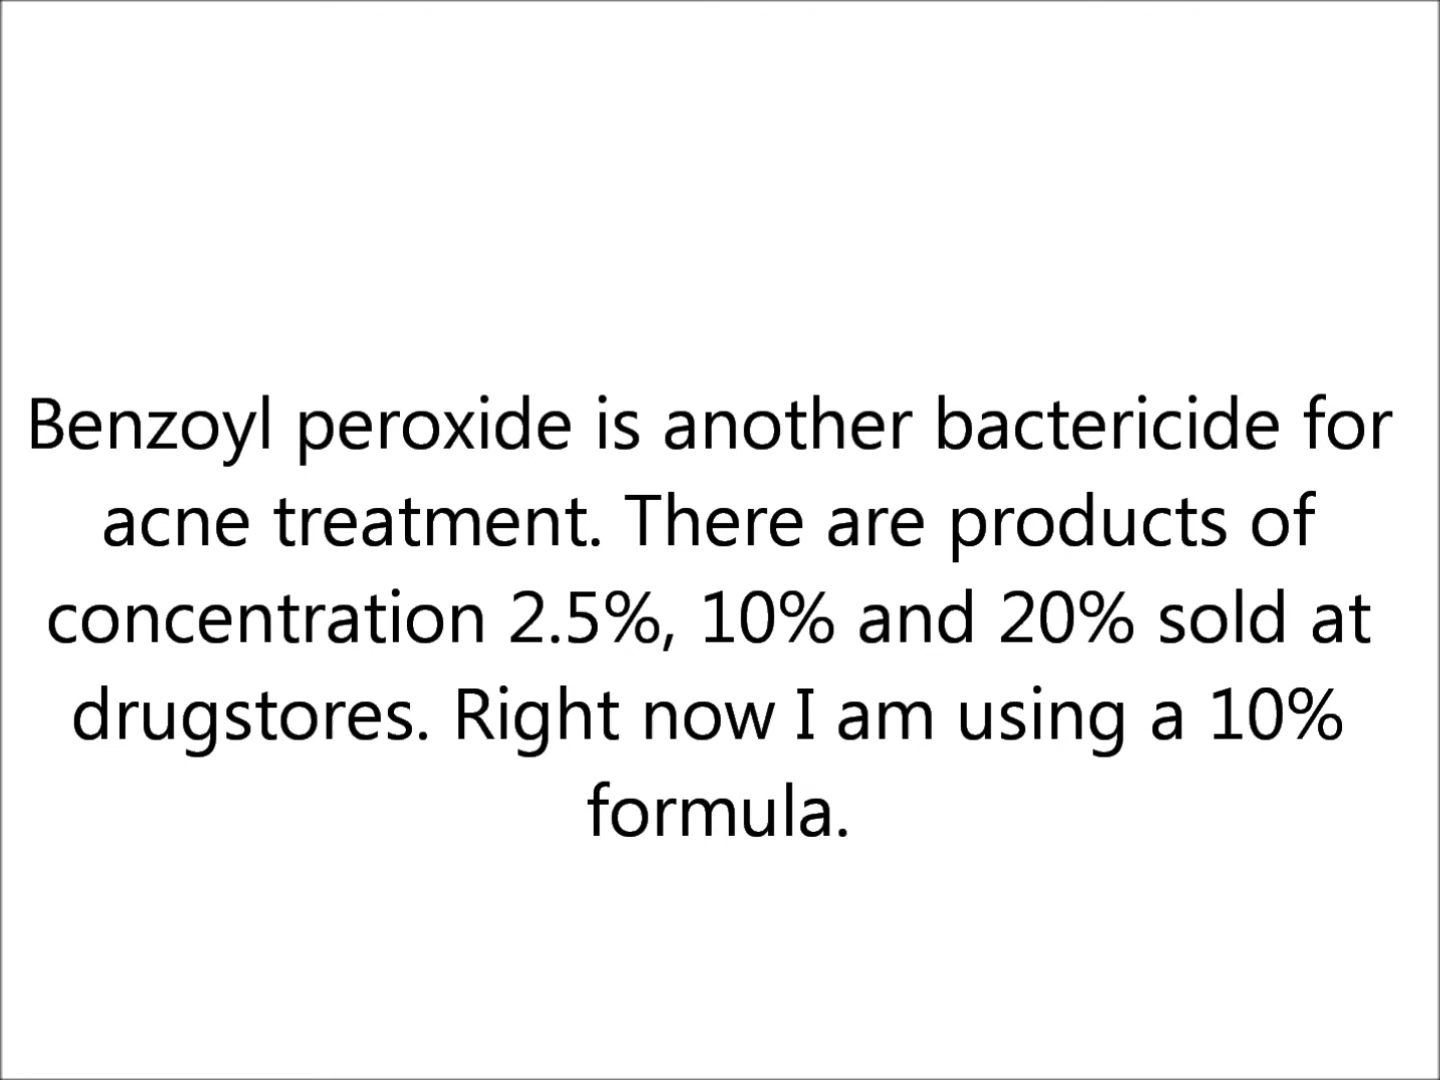 Benzoyl peroxide is another bactericide for
acne treatment. There are products of
concentration 2.5%, 10% and 20% sold at
drugstores. Right now I am using a 10%
formula.